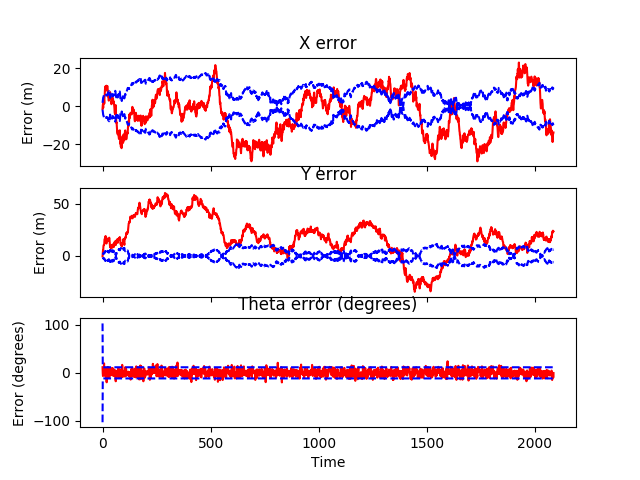 X error
Error (m)
20
0
−20
Y error
Error (m)
50
0
Theta error (degrees)
Error (degrees)
100
0
−100
0 500 1000 1500 2000
Time